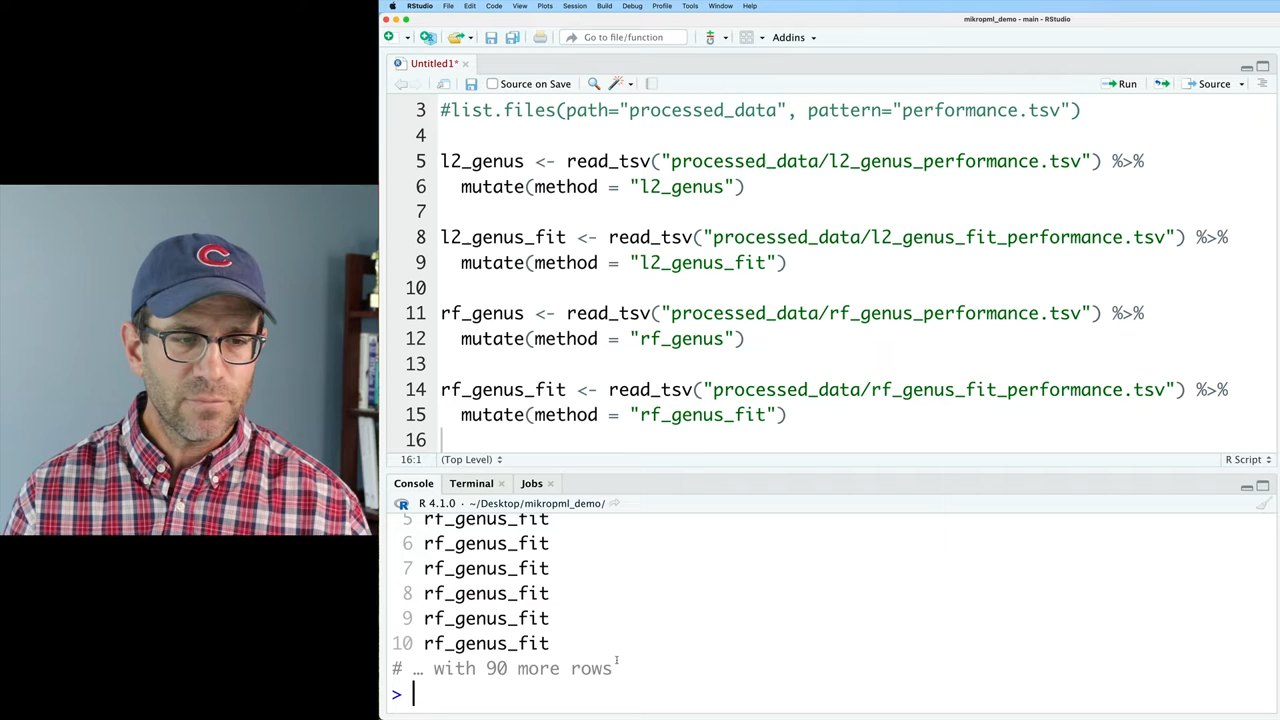 RStudio File Edit Code View Plots Session Build Debug Profile Tools Window Help
mikropml_demo - main - RStudio
Go to file/function Addins
Untitled1*
Source on Save Run Source
3 #list.files(path="processed_data", pattern="performance.tsv")
4
5 l2_genus <- read_tsv("processed_data/l2_genus_performance.tsv") %>%
6 mutate(method = "l2_genus")
7
8 l2_genus_fit <- read_tsv("processed_data/l2_genus_fit_performance.tsv") %>%
9 mutate(method = "l2_genus_fit")
10
11 rf_genus <- read_tsv("processed_data/rf_genus_performance.tsv") %>%
12 mutate(method = "rf_genus")
13
14 rf_genus_fit <- read_tsv("processed_data/rf_genus_fit_performance.tsv") %>%
15 mutate(method = "rf_genus_fit")
16
16:1 (Top Level) R Script
Console Terminal Jobs
R 4.1.0 · ~/Desktop/mikropml_demo/
5 rf_genus_fit
6 rf_genus_fit
7 rf_genus_fit
8 rf_genus_fit
9 rf_genus_fit
10 rf_genus_fit
# … with 90 more rows
>
C